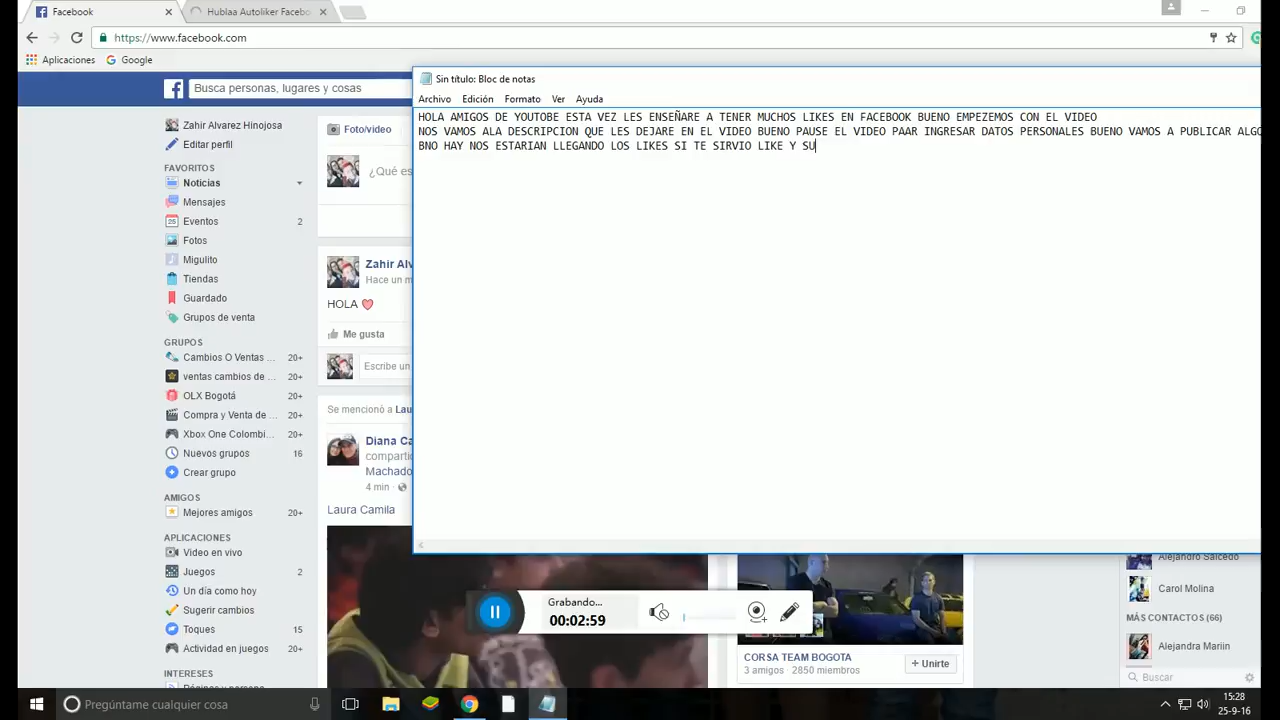 Facebook
Hublaa Autoliker Facebo
https://www.facebook.com
Aplicaciones
Google
Busca personas, lugares y cosas
Sin título: Bloc de notas
Archivo Edición Formato Ver Ayuda
HOLA AMIGOS DE YOUTOBE ESTA VEZ LES ENSEÑARE A TENER MUCHOS LIKES EN FACEBOOK BUENO EMPEZEMOS CON EL VIDEO
NOS VAMOS ALA DESCRIPCION QUE LES DEJARE EN EL VIDEO BUENO PAUSE EL VIDEO PAAR INGRESAR DATOS PERSONALES BUENO VAMOS A PUBLICAR ALGO
BNO HAY NOS ESTARIAN LLEGANDO LOS LIKES SI TE SIRVIO LIKE Y SU
Zahir Alvarez Hinojosa
Editar perfil
Noticias
Mensajes
Eventos 2
Fotos
Migulito
Tiendas
Guardado
Grupos de venta
GRUPOS
Cambios O Ventas ... 20+
ventas cambios de ... 20+
OLX Bogotá 20+
Compra y Venta de ... 20+
Xbox One Colombi... 20+
Nuevos grupos 16
Crear grupo
AMIGOS
Mejores amigos 20+
APLICACIONES
Video en vivo
Juegos 2
Un día como hoy
Sugerir cambios
Toques 15
Actividad en juegos 20+
INTERESES
Foto/video
¿Qué es
Zahir Alv
Hace un m
HOLA
Me gusta
Escribe un
Se mencionó a Lau
Diana Ca
comparti
Machado
4 min
Laura Camila
Grabando...
00:02:59
CORSA TEAM BOGOTA
3 amigos · 2850 miembros
+ Unirte
Alejandro Salcedo
Carol Molina
MÁS CONTACTOS (66)
Alejandra Mariin
Buscar
Pregúntame cualquier cosa
15:28
25-9-16